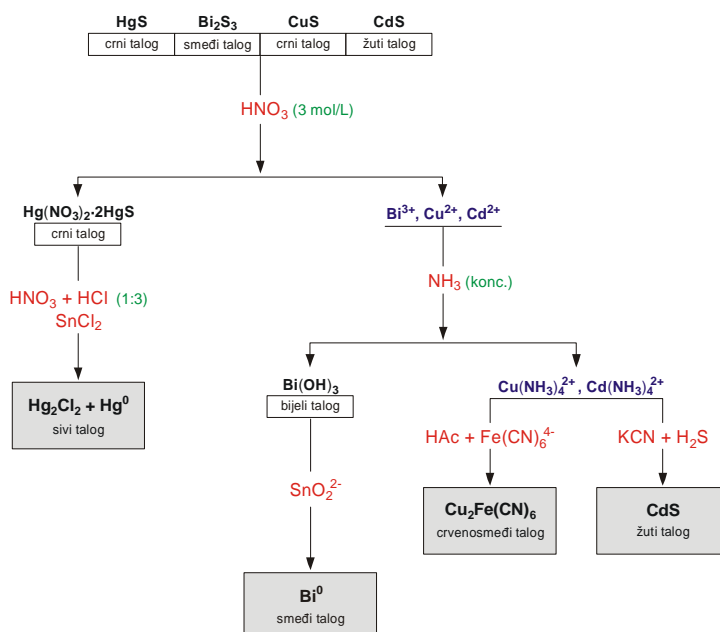 HgS Bi₂S₃ CuS CdS
crni talog smeđi talog crni talog žuti talog
HNO₃ (3 mol/L)
Hg(NO₃)₂·2HgS
crni talog
Bi³⁺, Cu²⁺, Cd²⁺
HNO₃ + HCl (1:3)
SnCl₂
NH₃ (konc.)
Hg₂Cl₂ + Hg⁰
sivi talog
Bi(OH)₃
bijeli talog
Cu(NH₃)₄²⁺, Cd(NH₃)₄²⁺
HAc + Fe(CN)₆⁴⁻
KCN + H₂S
SnO₂²⁻
Cu₂Fe(CN)₆
crvenosmeđi talog
CdS
žuti talog
Bi⁰
smeđi talog